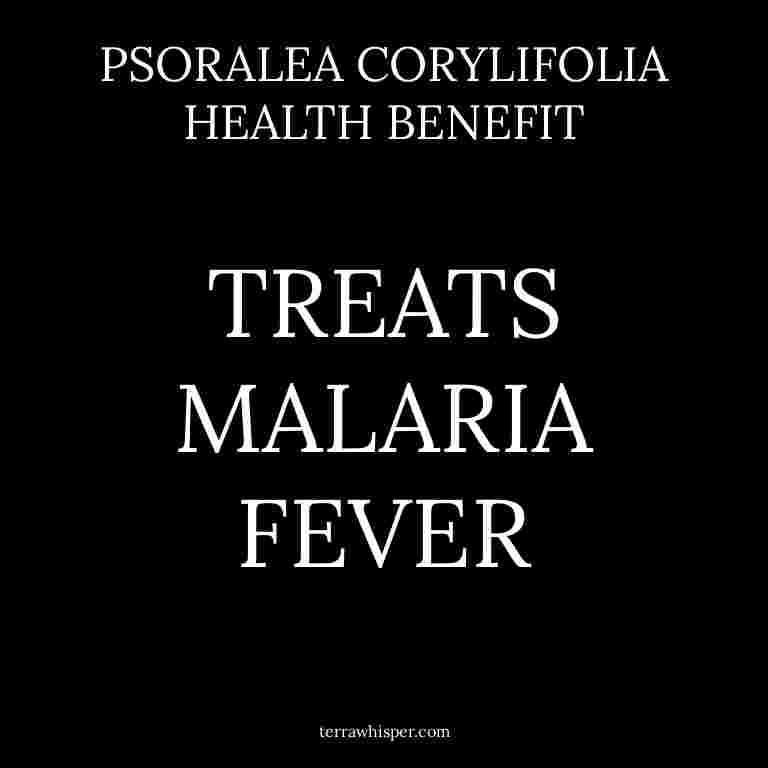 PSORALEA CORYLIFOLIA
HEALTH BENEFIT
TREATS
MALARIA
FEVER
terrawhisper.com